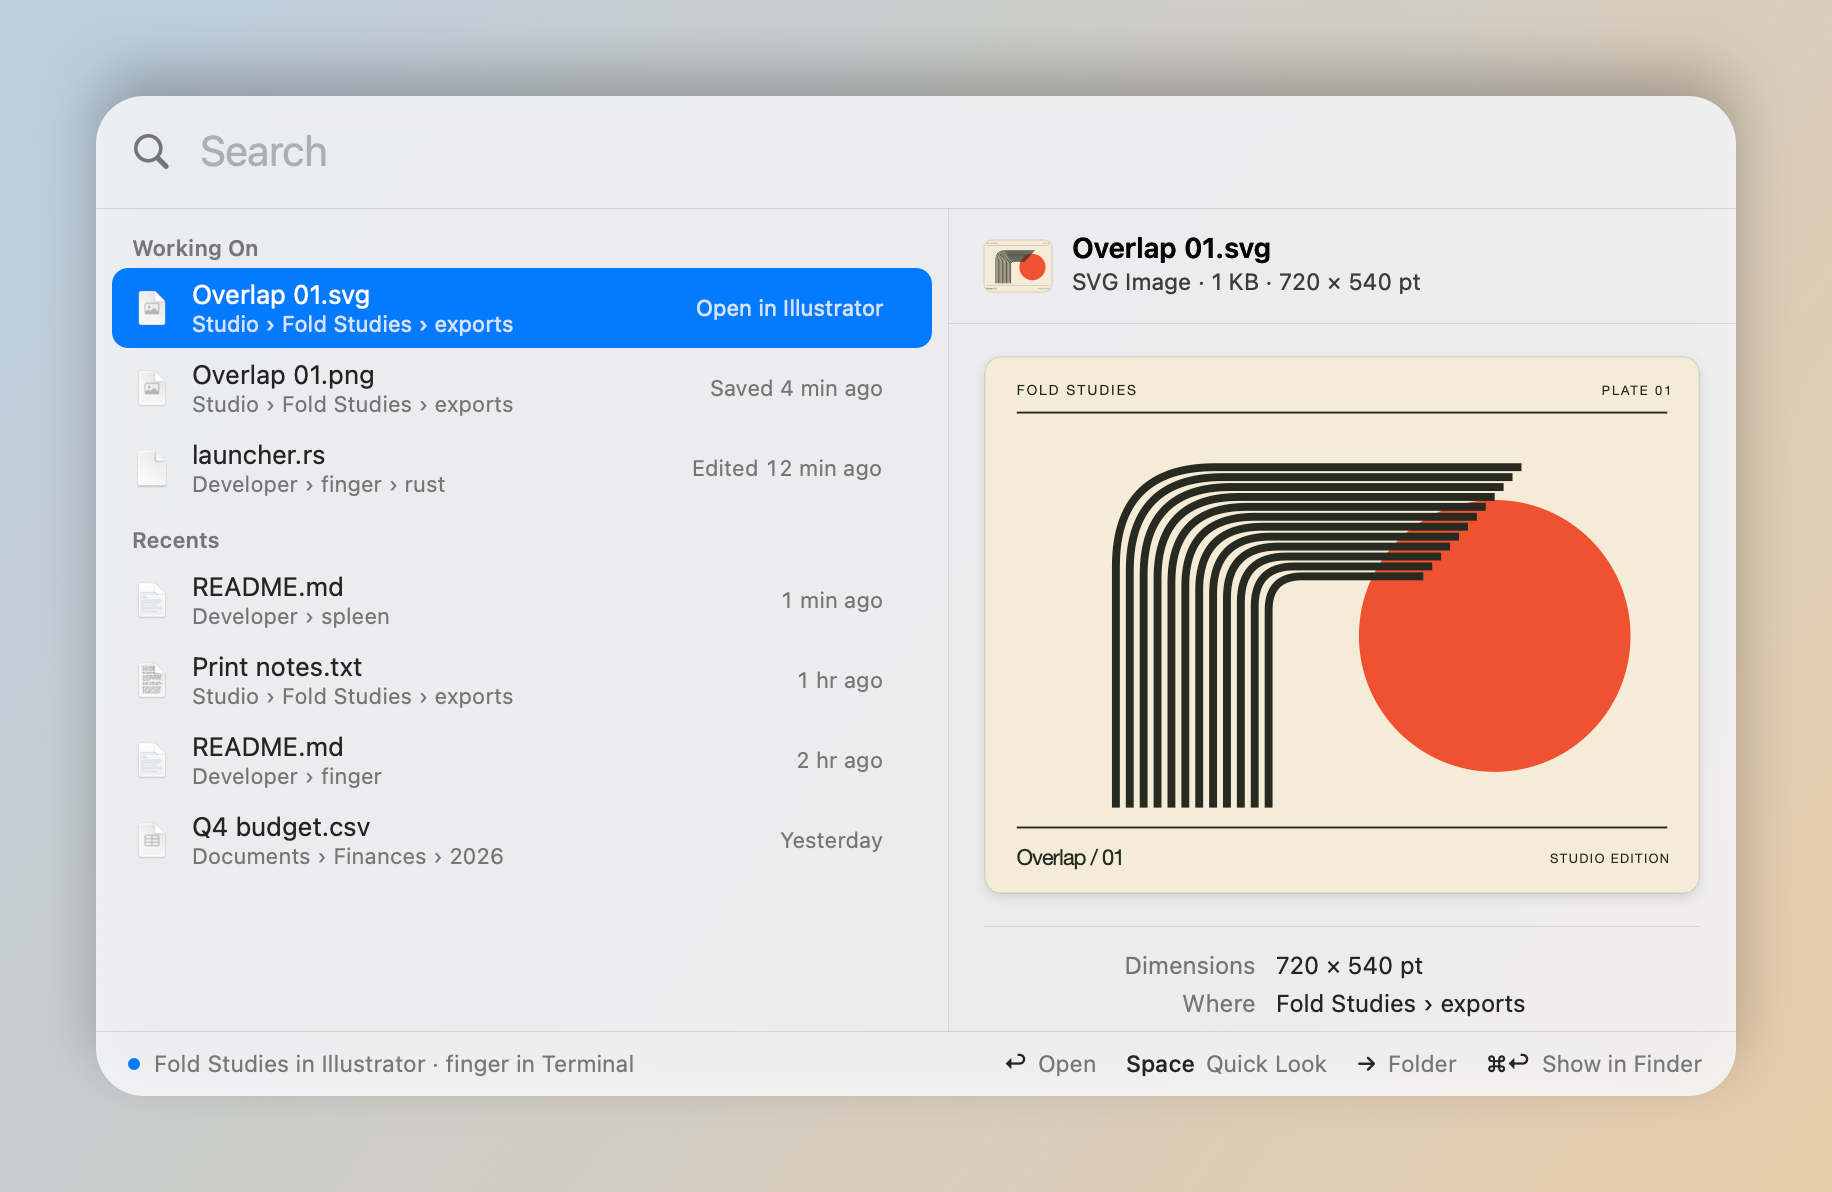 Search
Working On
Overlap 01.svg
Studio › Fold Studies › exports
Open in Illustrator
Overlap 01.png
Studio › Fold Studies › exports
Saved 4 min ago
launcher.rs
Developer › finger › rust
Edited 12 min ago
Recents
README.md
Developer › spleen
1 min ago
Print notes.txt
Studio › Fold Studies › exports
1 hr ago
README.md
Developer › finger
2 hr ago
Q4 budget.csv
Documents › Finances › 2026
Yesterday
Overlap 01.svg
SVG Image · 1 KB · 720 × 540 pt
FOLD STUDIES
PLATE 01
Overlap / 01
STUDIO EDITION
Dimensions 720 × 540 pt
Where Fold Studies › exports
Fold Studies in Illustrator · finger in Terminal
↩ Open Space Quick Look → Folder ⌘↩ Show in Finder